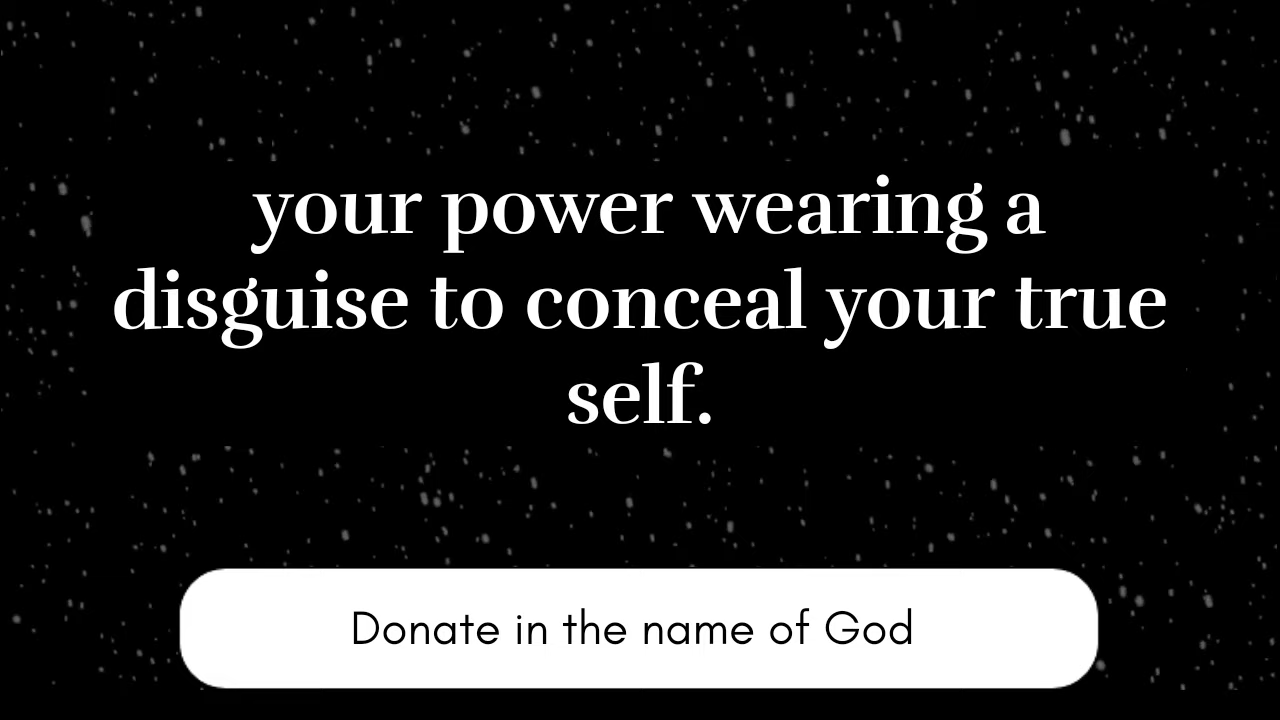 your power wearing a
disguise to conceal your true
self.
Donate in the name of God